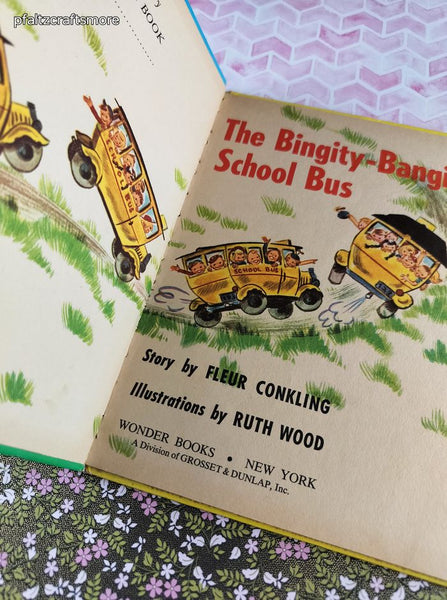 pfaltzcraftsmore
BOOK
The Bingity-Bangi
School Bus
SCHOOL BUS
Story by FLEUR CONKLING
Illustrations by RUTH WOOD
WONDER BOOKS • NEW YORK
A Division of GROSSET & DUNLAP, Inc.